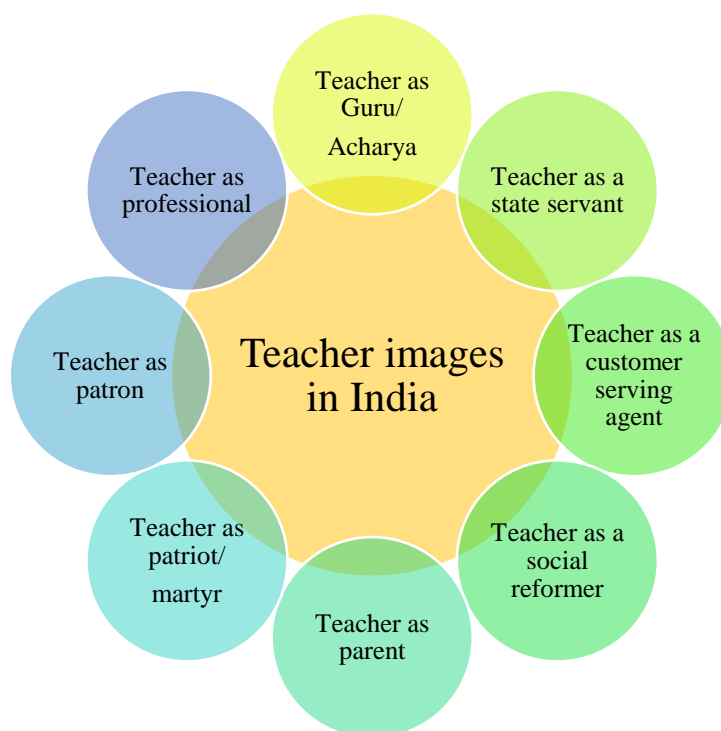 Teacher as
Guru/
Acharya
Teacher as a
state servant
Teacher as a
customer
serving
agent
Teacher as a
social
reformer
Teacher as
parent
Teacher as
patriot/
martyr
Teacher as
patron
Teacher as
professional
Teacher images
in India